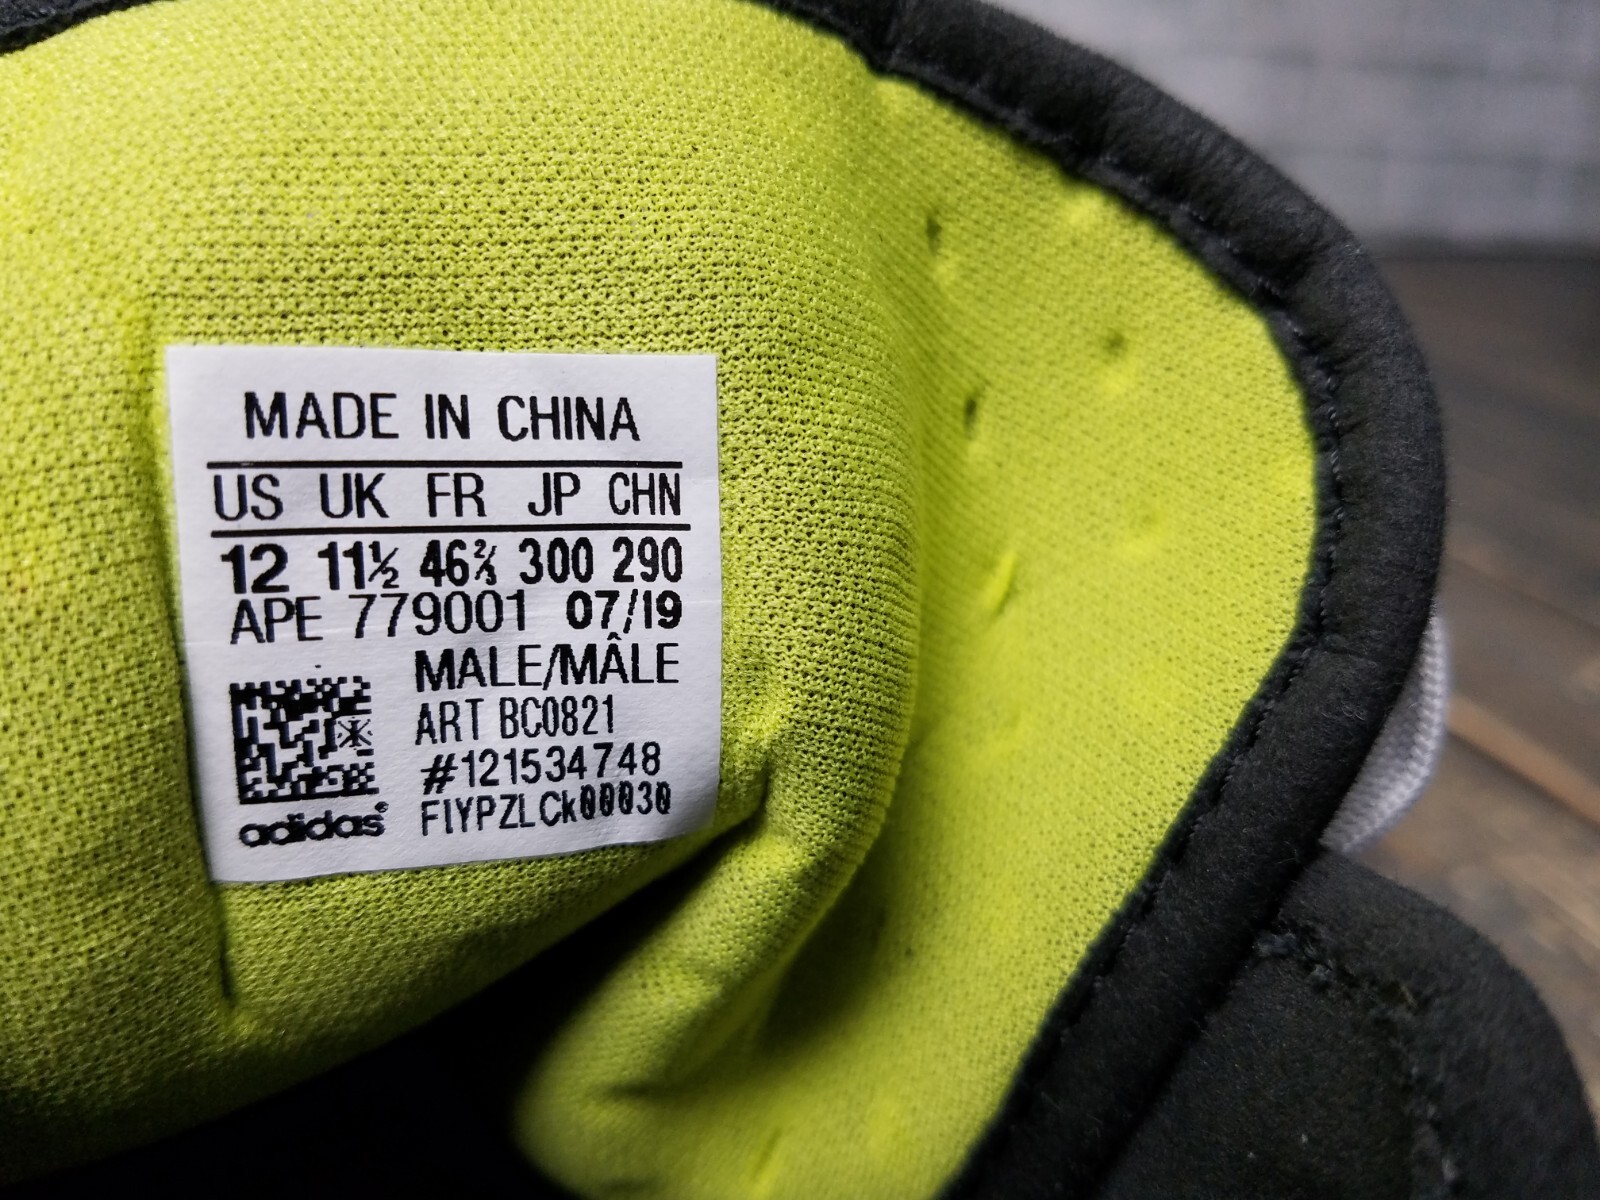 MADE IN CHINA
US UK FR JP CHN
12 11½ 46⅔ 300 290
APE 779001 07/19
MALE/MÂLE
ART BC0821
#121534748
FIYPZLCk00030
adidas®